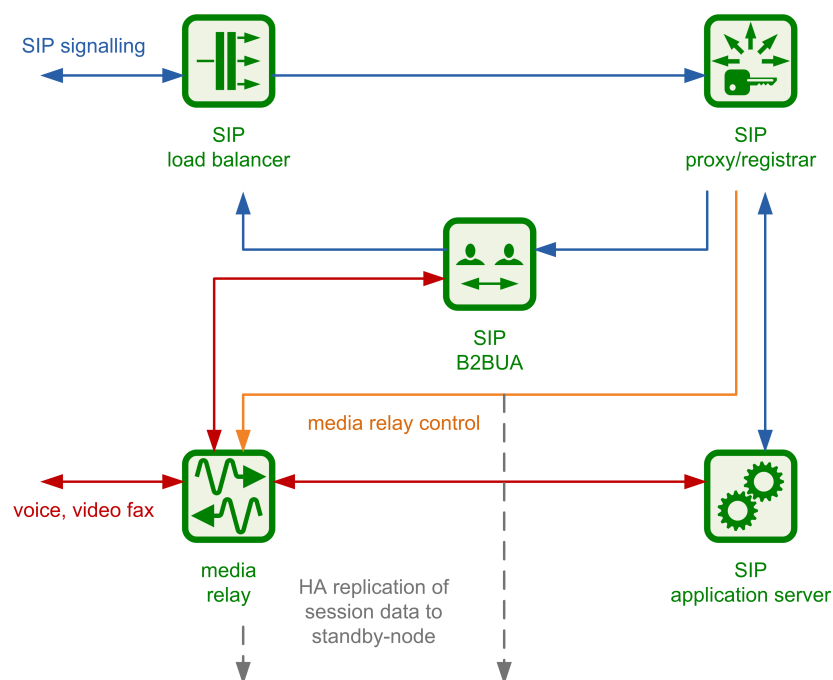 SIP signalling
SIP
load balancer
SIP
proxy/registrar
SIP
B2BUA
media relay control
voice, video fax
media
relay
HA replication of
session data to
standby-node
SIP
application server